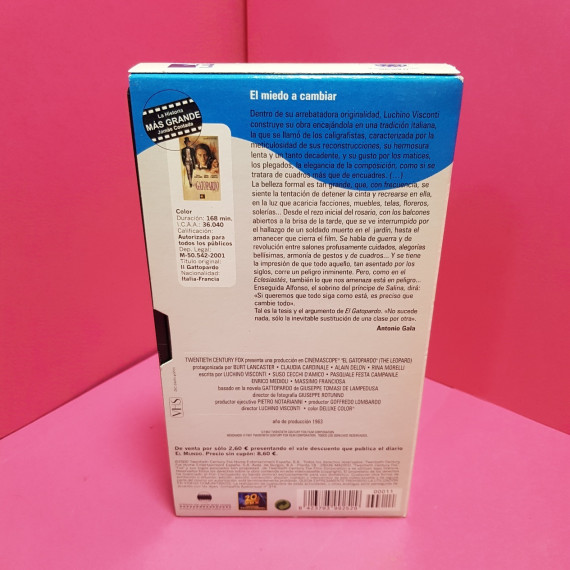 El miedo a cambiar
La Historia
MÁS GRANDE
Jamás Contada
Dentro de su arrebatadora originalidad, Luchino Visconti
construye su obra encajándola en una tradición italiana,
la que se llamó de los caligrafistas, caracterizada por la
meticulosidad de sus reconstrucciones, su hermosura
lenta y un tanto decadente, y su gusto por los matices,
los plegados, la elegancia de la composición, como si se
tratara de cuadros más que de encuadres. (...)
La belleza formal es tan grande, que, con frecuencia, se
siente la tentación de detener la cinta y recrearse en ella,
en la luz que acaricia facciones, muebles, telas, floreros,
solerías... Desde el rezo inicial del rosario, con los balcones
abiertos a la brisa de la tarde, que se ve interrumpido por
el hallazgo de un soldado muerto en el jardín, hasta el
amanecer que cierra el film. Se habla de guerra y de
revolución entre salones profusamente cuidados, alegorías
bellísimas, armonía de gestos y de cuadros... Y se tiene
la impresión de que todo aquello, tan asentado por los
siglos, corre un peligro inminente. Pero, como en el
Eclesiastés, también lo que nos amenaza está en peligro...
Enseguida Alfonso, el sobrino del príncipe de Salina, dirá:
«Si queremos que todo siga como está, es preciso que
cambie todo».
Tal es la tesis y el argumento de El Gatopardo. «No sucede
nada, sólo la inevitable sustitución de una clase por otra».
Antonio Gala
GATOPARDO
Color
Duración: 168 min.
I.C.A.A.: 36.040
Calificación:
Autorizada para
todos los públicos
Dep. Legal:
M-50.542-2001
Título original:
Il Gattopardo
Nacionalidad:
Italia-Francia
TWENTIETH CENTURY FOX presenta una producción en CINEMASCOPE "EL GATOPARDO" (THE LEOPARD)
protagonizada por BURT LANCASTER • CLAUDIA CARDINALE • ALAIN DELON • RINA MORELLI
escrita por LUCHINO VISCONTI • SUSO CECCHI D'AMICO • PASQUALE FESTA CAMPANILE
ENRICO MEDIOLI • MASSIMO FRANCIOSA
basado en la novela GATTOPARDO de GIUSEPPE TOMASI DE LAMPEDUSA
director de fotografía GIUSEPPE ROTUNNO
productor ejecutivo PIETRO NOTARIANNI • productor GOFFREDO LOMBARDO
director LUCHINO VISCONTI • color DELUXE COLOR
año de producción 1963
VHS
De venta por sólo 2,60 € presentando el vale descuento que publica el diario
EL MUNDO. Precio sin cupón: 8,60 €.
00011